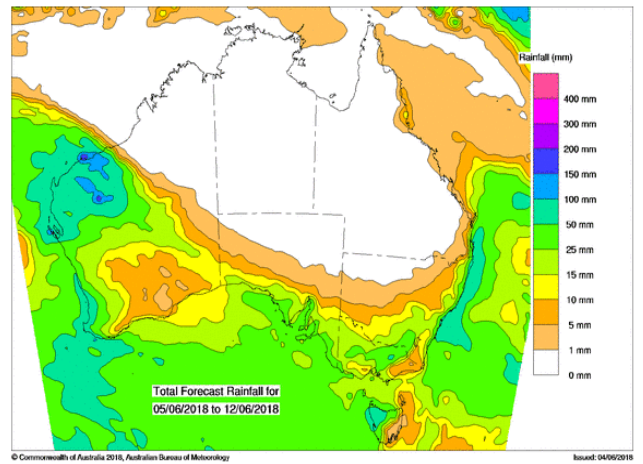 Rainfall (mm)
400 mm
300 mm
200 mm
150 mm
100 mm
50 mm
25 mm
15 mm
10 mm
5 mm
1 mm
0 mm
Total Forecast Rainfall for
05/06/2018 to 12/06/2018
© Commonwealth of Australia 2018, Australian Bureau of Meteorology
Issued: 04/06/2018